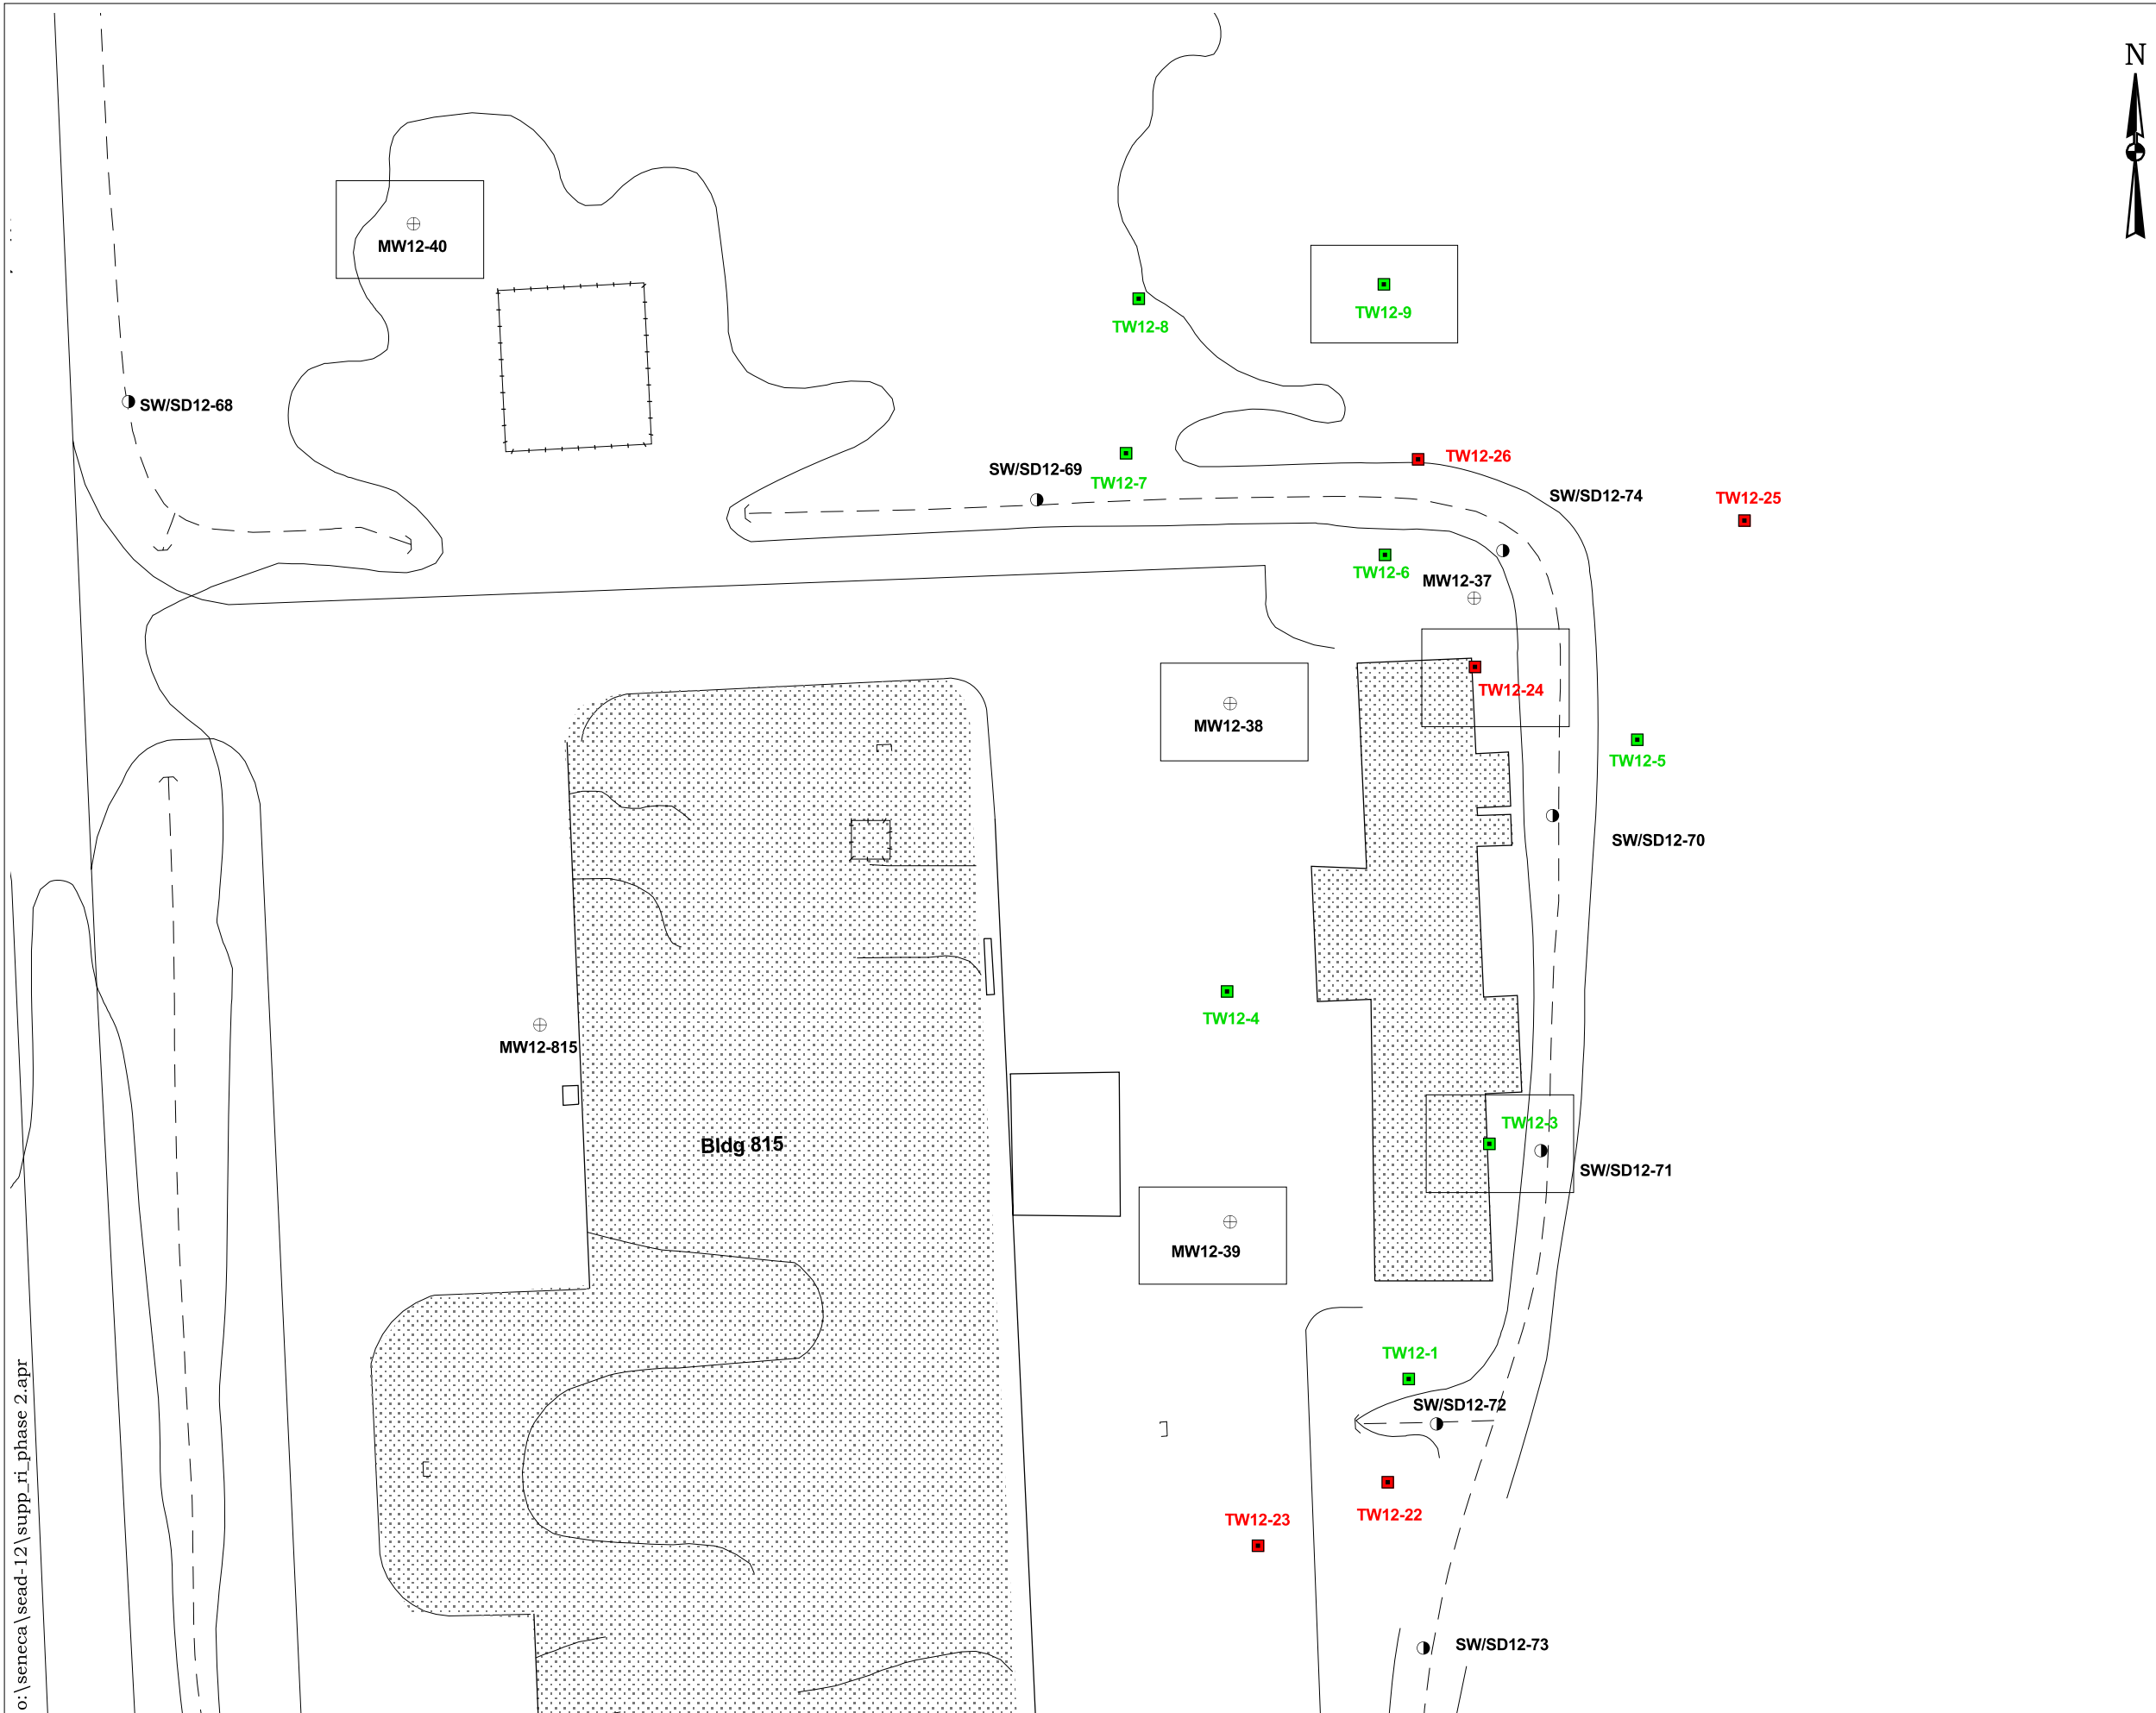 N
MW12-40
TW12-9
TW12-8
SW/SD12-68
TW12-26
SW/SD12-69
TW12-7
SW/SD12-74
TW12-25
TW12-6
MW12-37
TW12-24
MW12-38
TW12-5
SW/SD12-70
TW12-4
MW12-815
TW12-3
Bldg 815
SW/SD12-71
MW12-39
TW12-1
SW/SD12-72
TW12-22
TW12-23
SW/SD12-73
o:\seneca\sead-12\supp_ri_phase 2.apr